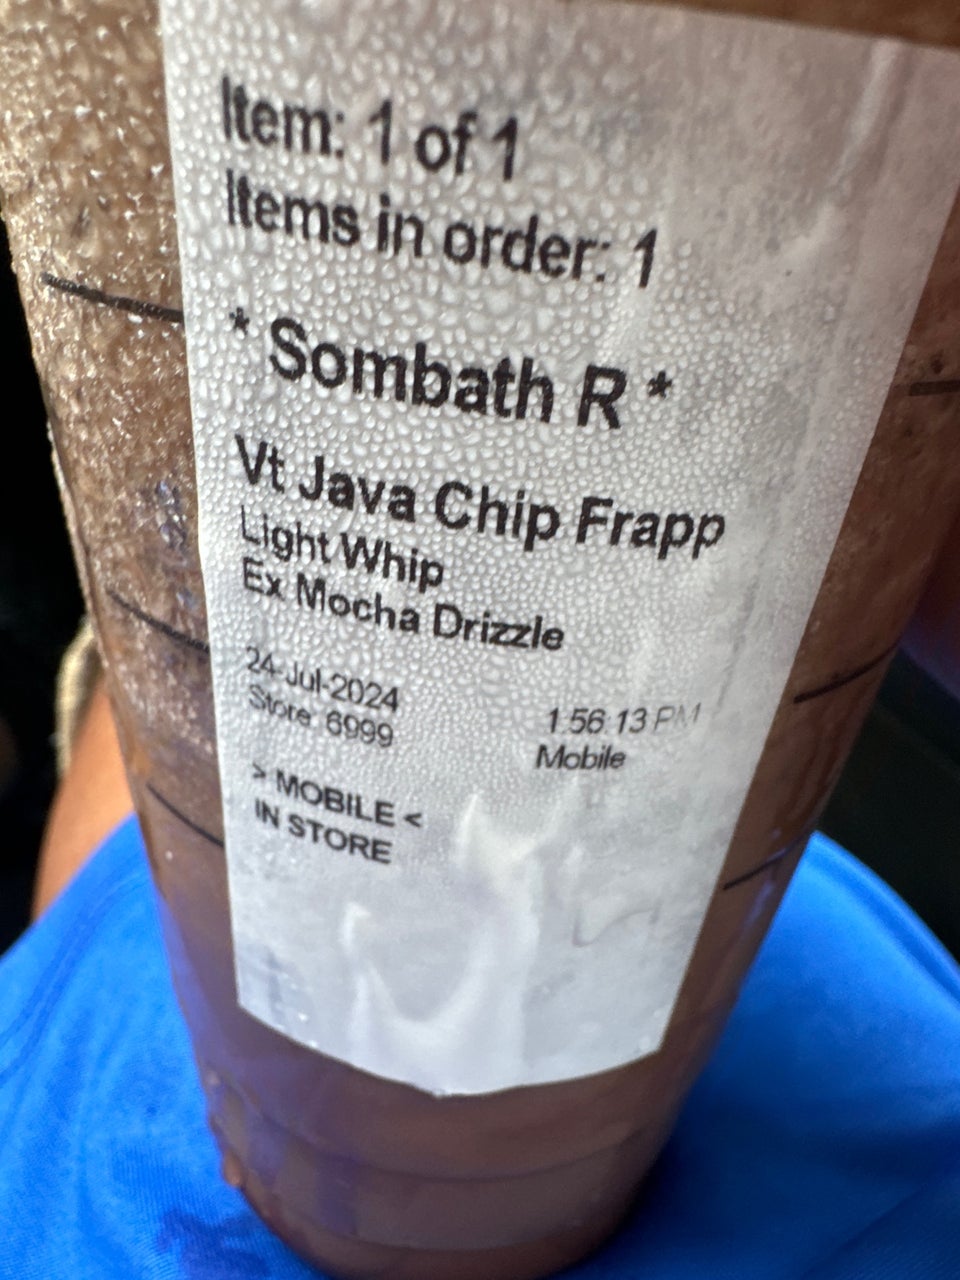 Item: 1 of 1
Items in order: 1
* Sombath R *
Vt Java Chip Frapp
Light Whip
Ex Mocha Drizzle
24-Jul-2024 1:56:13 PM
Store: 6999 Mobile
> MOBILE <
IN STORE